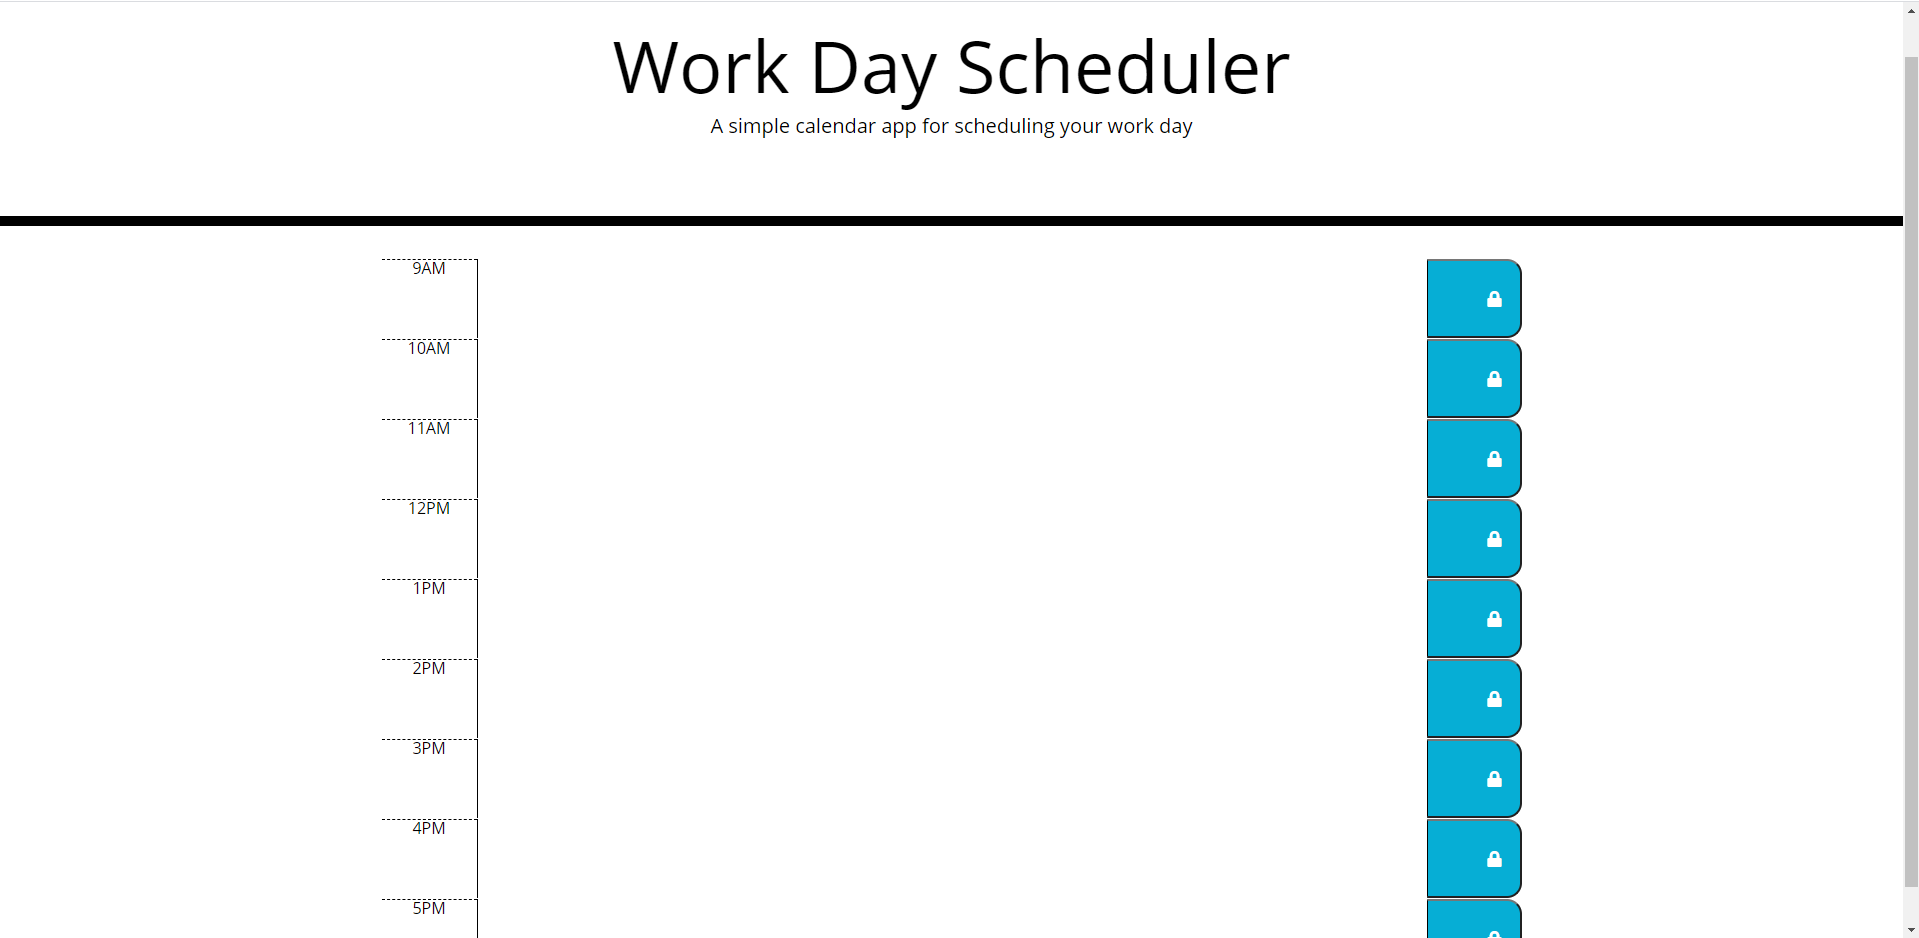 Work Day Scheduler
A simple calendar app for scheduling your work day
9AM
10AM
11AM
12PM
1PM
2PM
3PM
4PM
5PM